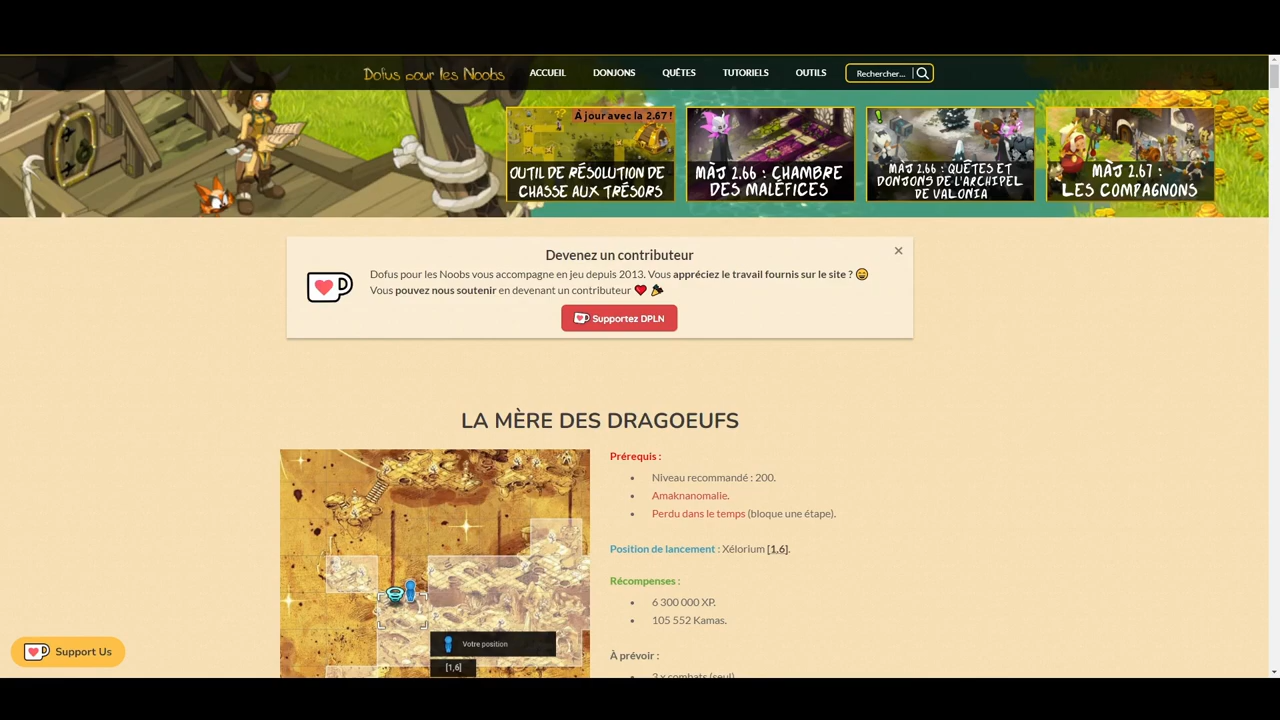 Dofus pour les Noobs
ACCUEIL
DONJONS
QUÊTES
TUTORIELS
OUTILS
Rechercher...
À jour avec la 2.67 !
OUTIL DE RÉSOLUTION DE
CHASSE AUX TRÉSORS
MÀJ 2.66 : CHAMBRE
DES MALÉFICES
MÀJ 2.66 : QUÊTES ET
DONJONS DE L'ARCHIPEL
DE VALONIA
MÀJ 2.67 :
LES COMPAGNONS
Devenez un contributeur
Dofus pour les Noobs vous accompagne en jeu depuis 2013. Vous appréciez le travail fournis sur le site ?
Vous pouvez nous soutenir en devenant un contributeur
Supportez DPLN
LA MÈRE DES DRAGOEUFS
Prérequis :
Niveau recommandé : 200.
Amaknanomalie.
Perdu dans le temps (bloque une étape).
Position de lancement : Xélorium [1,6].
Récompenses :
6 300 000 XP.
105 552 Kamas.
À prévoir :
Votre position
[1,6]
Support Us